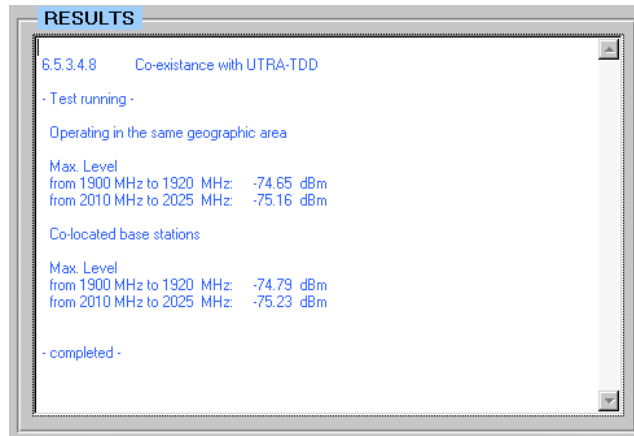 RESULTS
6.5.3.4.8 Co-existance with UTRA-TDD
- Test running -
Operating in the same geographic area
Max. Level
from 1900 MHz to 1920 MHz: -74.65 dBm
from 2010 MHz to 2025 MHz: -75.16 dBm
Co-located base stations
Max. Level
from 1900 MHz to 1920 MHz: -74.79 dBm
from 2010 MHz to 2025 MHz: -75.23 dBm
- completed -